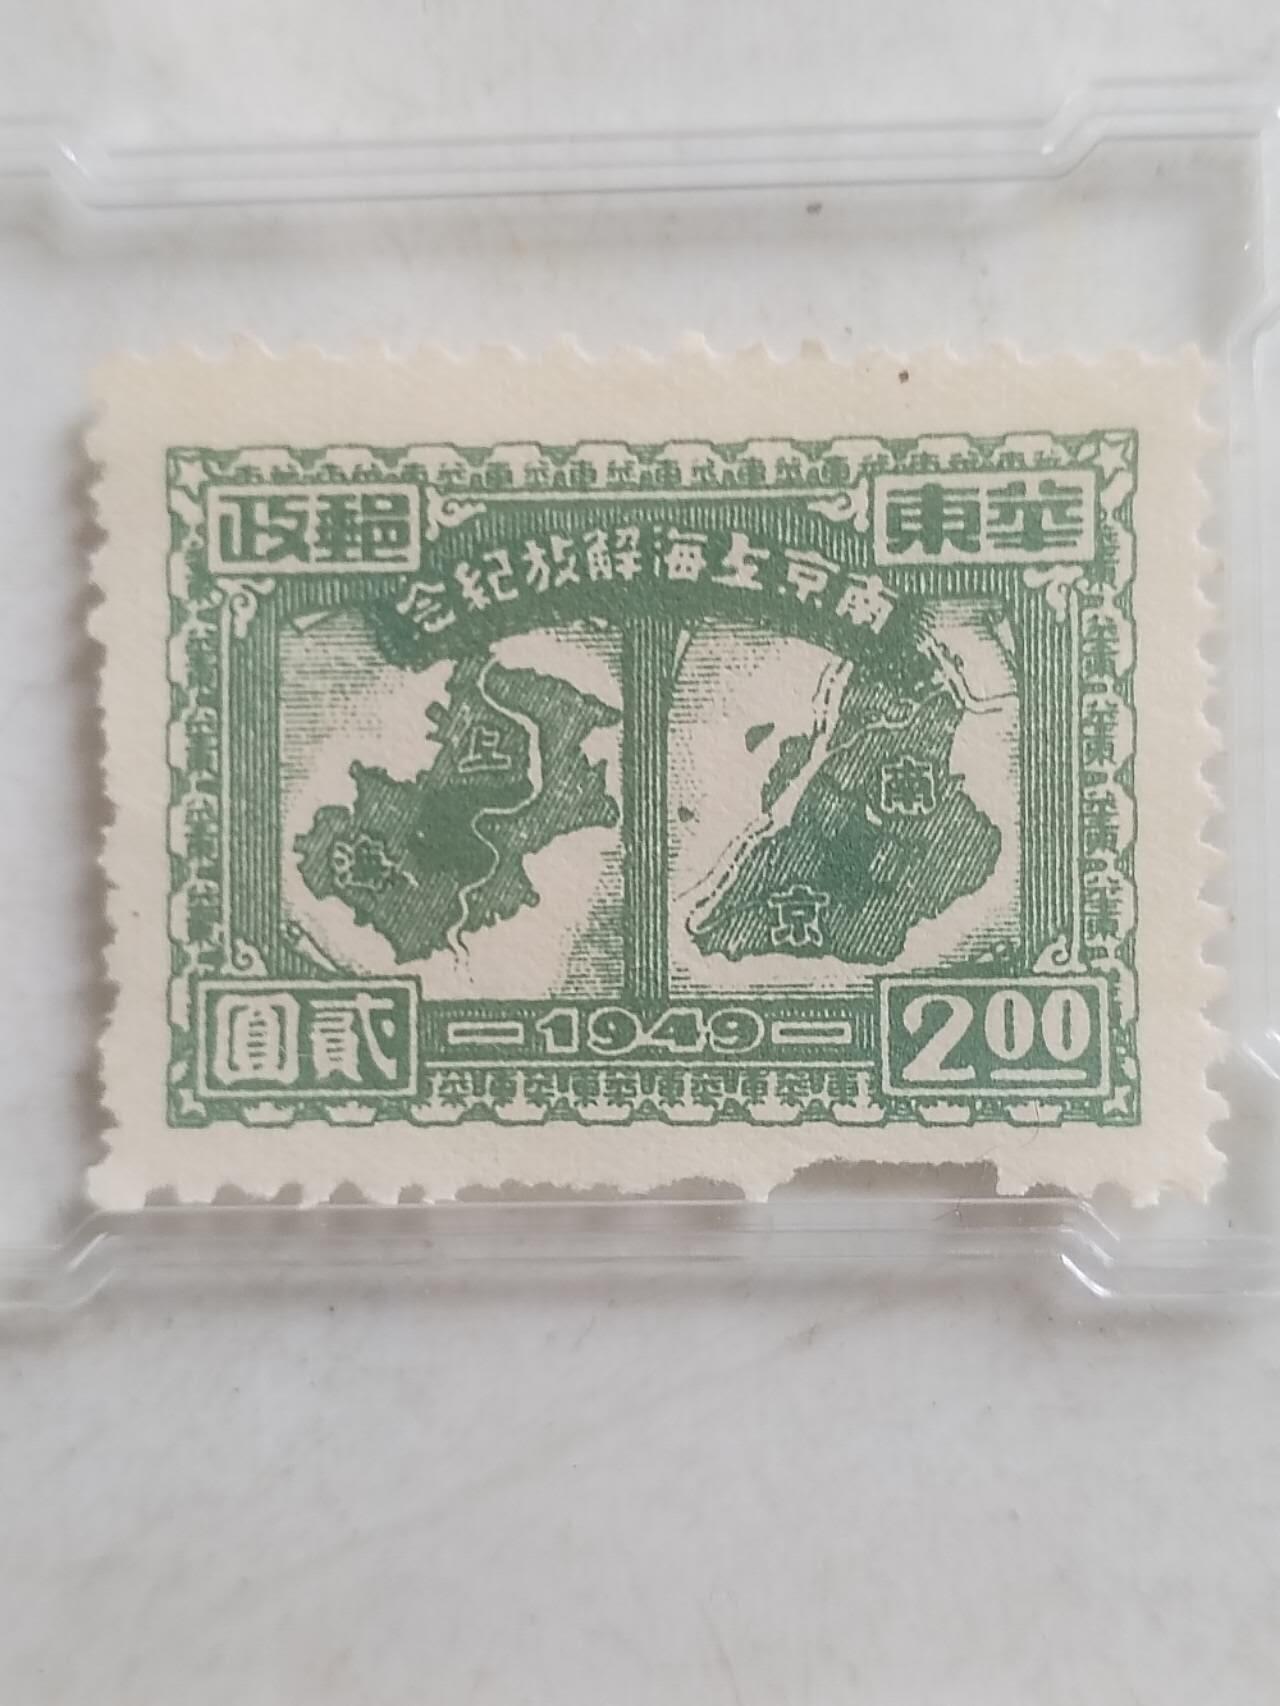 華東
郵政
南京上海解放紀念
上海
南京
貳圓
—1949—
2.00